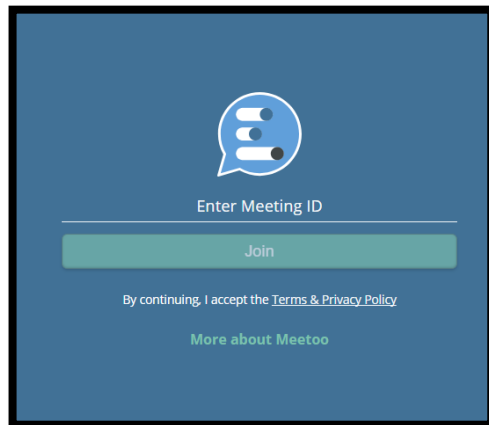 Enter Meeting ID
Join
By continuing, I accept the Terms & Privacy Policy
More about Meetoo